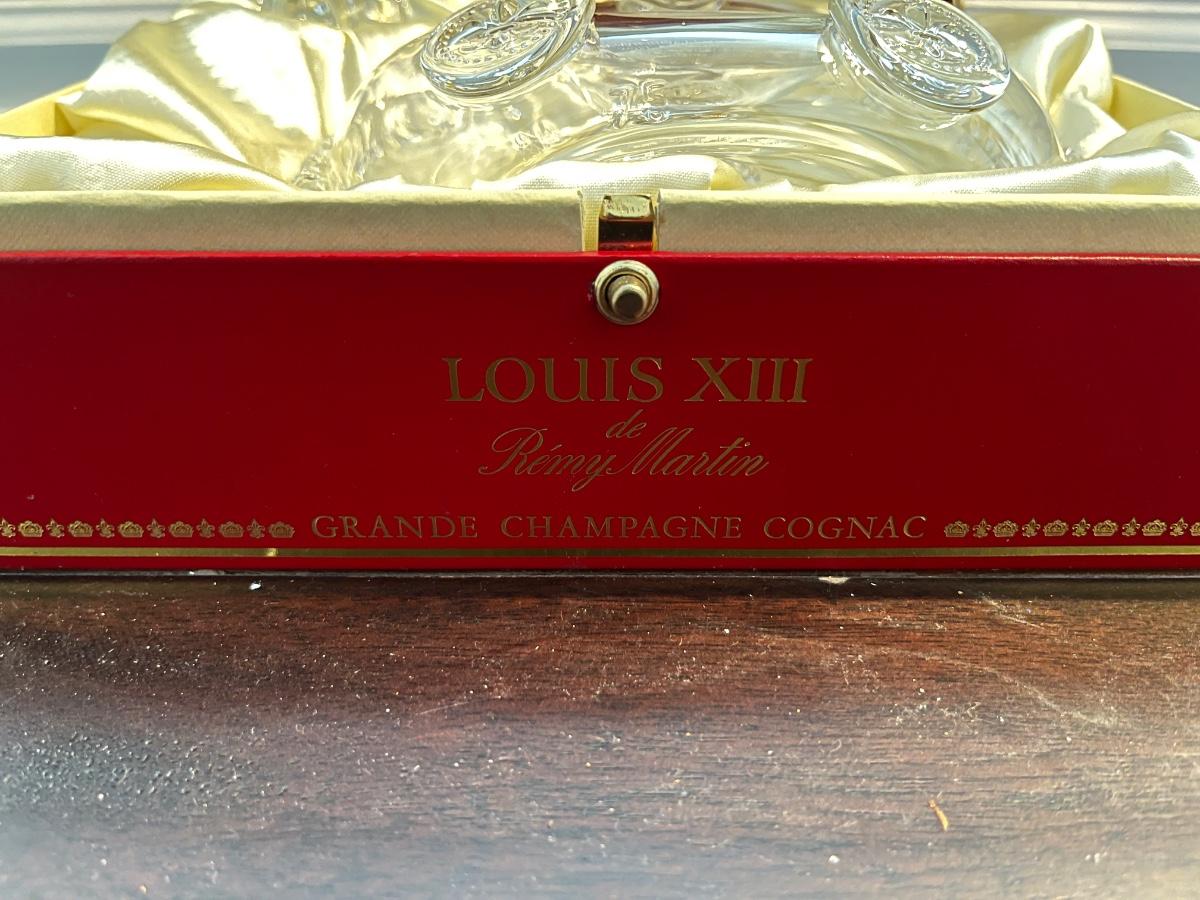 LOUIS XIII
de
Rémy Martin
GRANDE CHAMPAGNE COGNAC